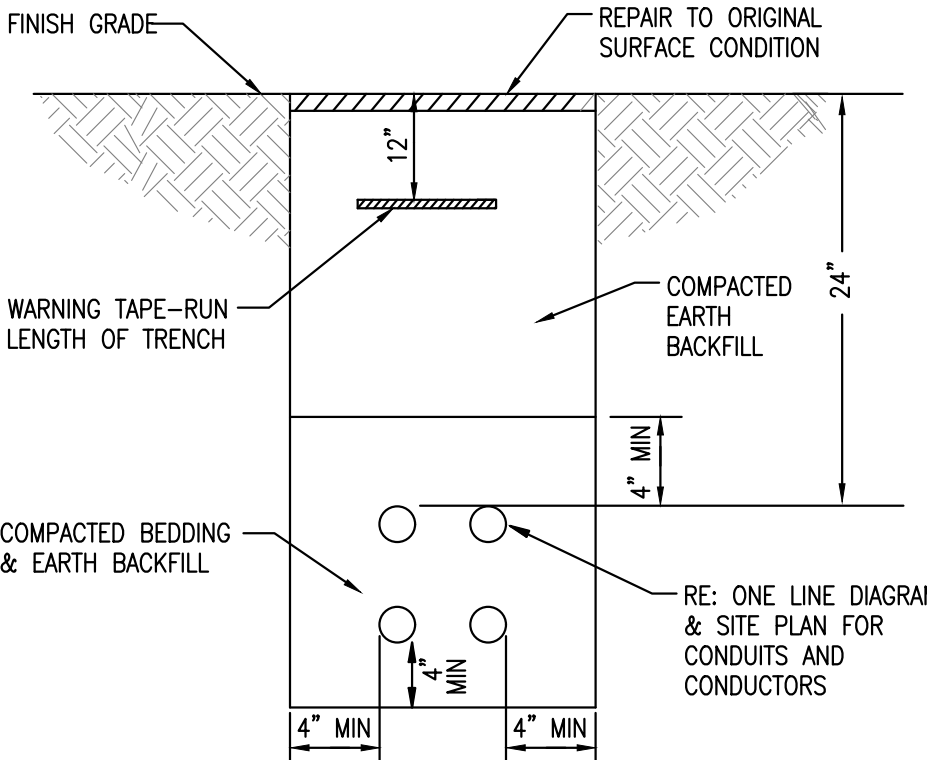 FINISH GRADE
REPAIR TO ORIGINAL
SURFACE CONDITION
12”
WARNING TAPE-RUN
LENGTH OF TRENCH
COMPACTED
EARTH
BACKFILL
24”
4” MIN
COMPACTED BEDDING
& EARTH BACKFILL
RE: ONE LINE DIAGRAM
& SITE PLAN FOR
CONDUITS AND
CONDUCTORS
4”
MIN
4” MIN
4” MIN